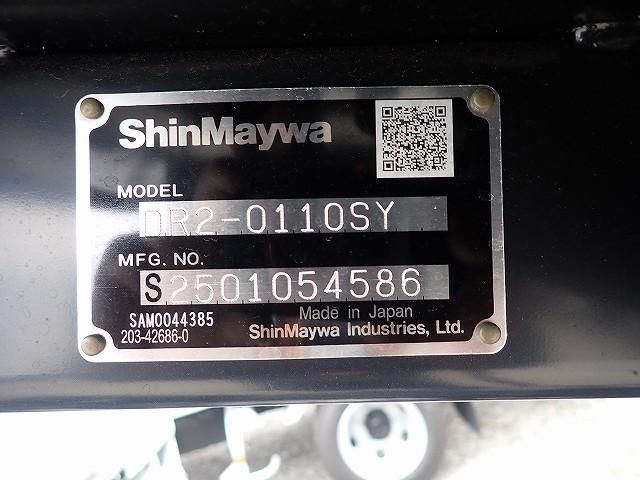 ShinMaywa
MODEL
DR2-0110SY
MFG. NO.
S2501054586
SAM0044385
Made in Japan
203-42686-0
ShinMaywa Industries, Ltd.